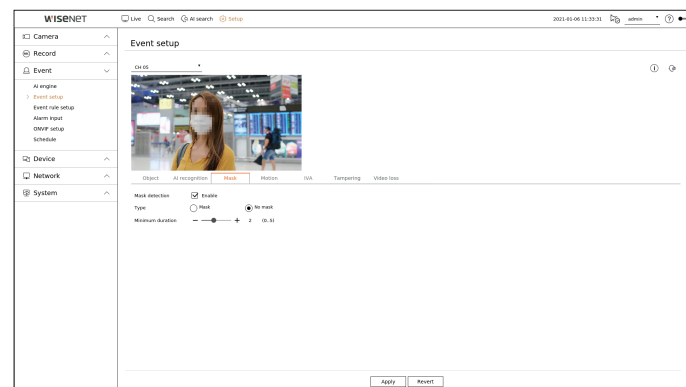 WISENET
Live Search AI search Setup
2021-01-06 11:33:31 admin
Camera
Record
Event
AI engine
Event setup
Event rule setup
Alarm input
ONVIF setup
Schedule
Device
Network
System
Event setup
CH 05
Object AI recognition Mask Motion IVA Tampering Video loss
Mask detection Enable
Type Mask No mask
Minimum duration − + 2 (0..5)
Apply Revert